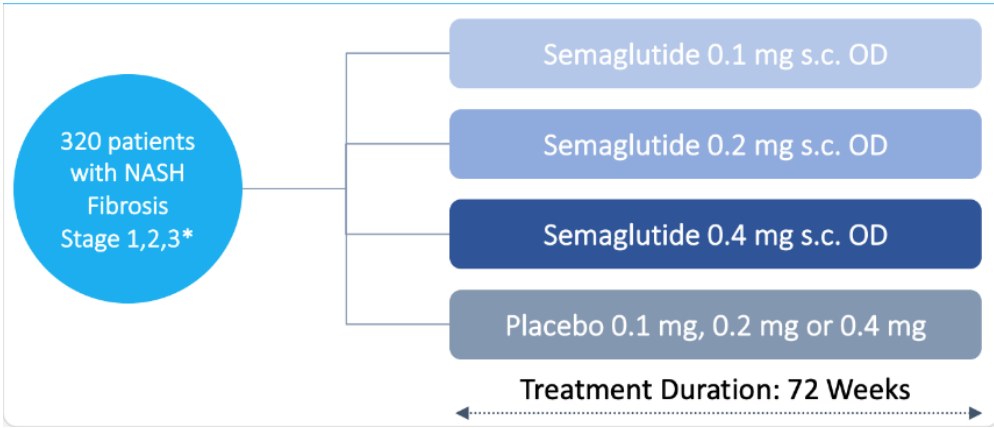 320 patients
with NASH
Fibrosis
Stage 1,2,3*
Semaglutide 0.1 mg s.c. OD
Semaglutide 0.2 mg s.c. OD
Semaglutide 0.4 mg s.c. OD
Placebo 0.1 mg, 0.2 mg or 0.4 mg
Treatment Duration: 72 Weeks